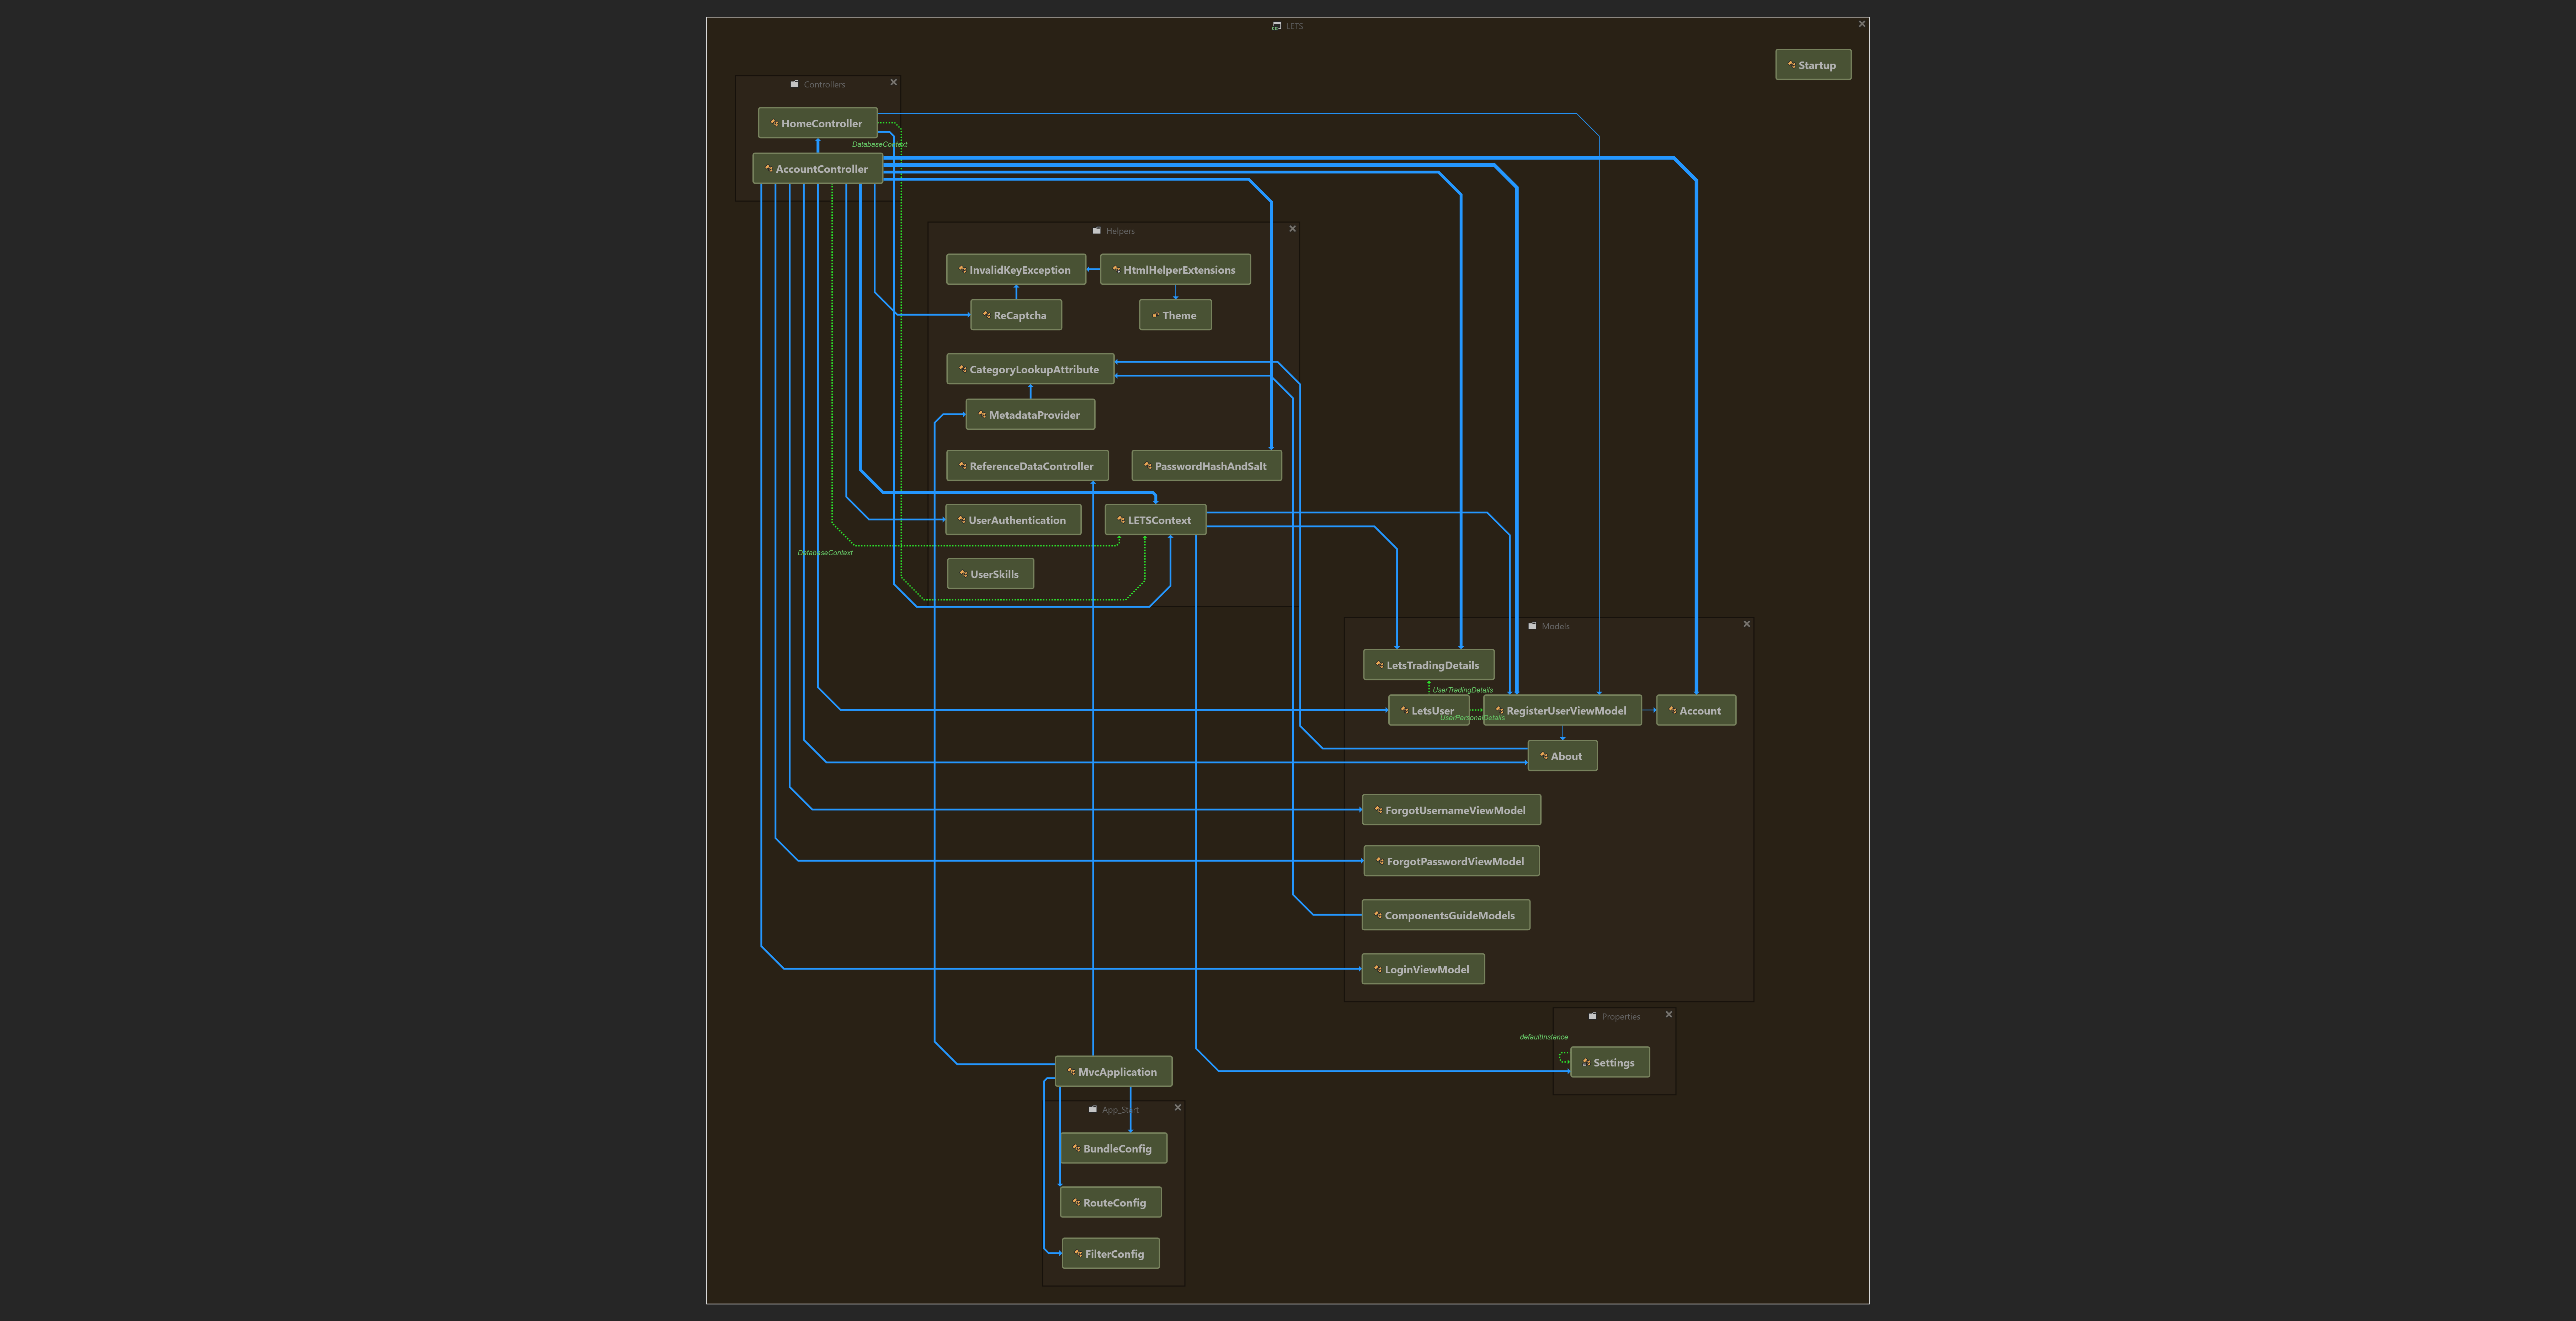 LETS
Startup
Controllers
HomeController
DatabaseContext
AccountController
Helpers
InvalidKeyException
HtmlHelperExtensions
ReCaptcha
Theme
CategoryLookupAttribute
MetadataProvider
ReferenceDataController
PasswordHashAndSalt
UserAuthentication
LETSContext
DatabaseContext
UserSkills
Models
LetsTradingDetails
UserTradingDetails
LetsUser
RegisterUserViewModel
Account
UserPersonalDetails
About
ForgotUsernameViewModel
ForgotPasswordViewModel
ComponentsGuideModels
LoginViewModel
Properties
defaultInstance
Settings
MvcApplication
App_Start
BundleConfig
RouteConfig
FilterConfig